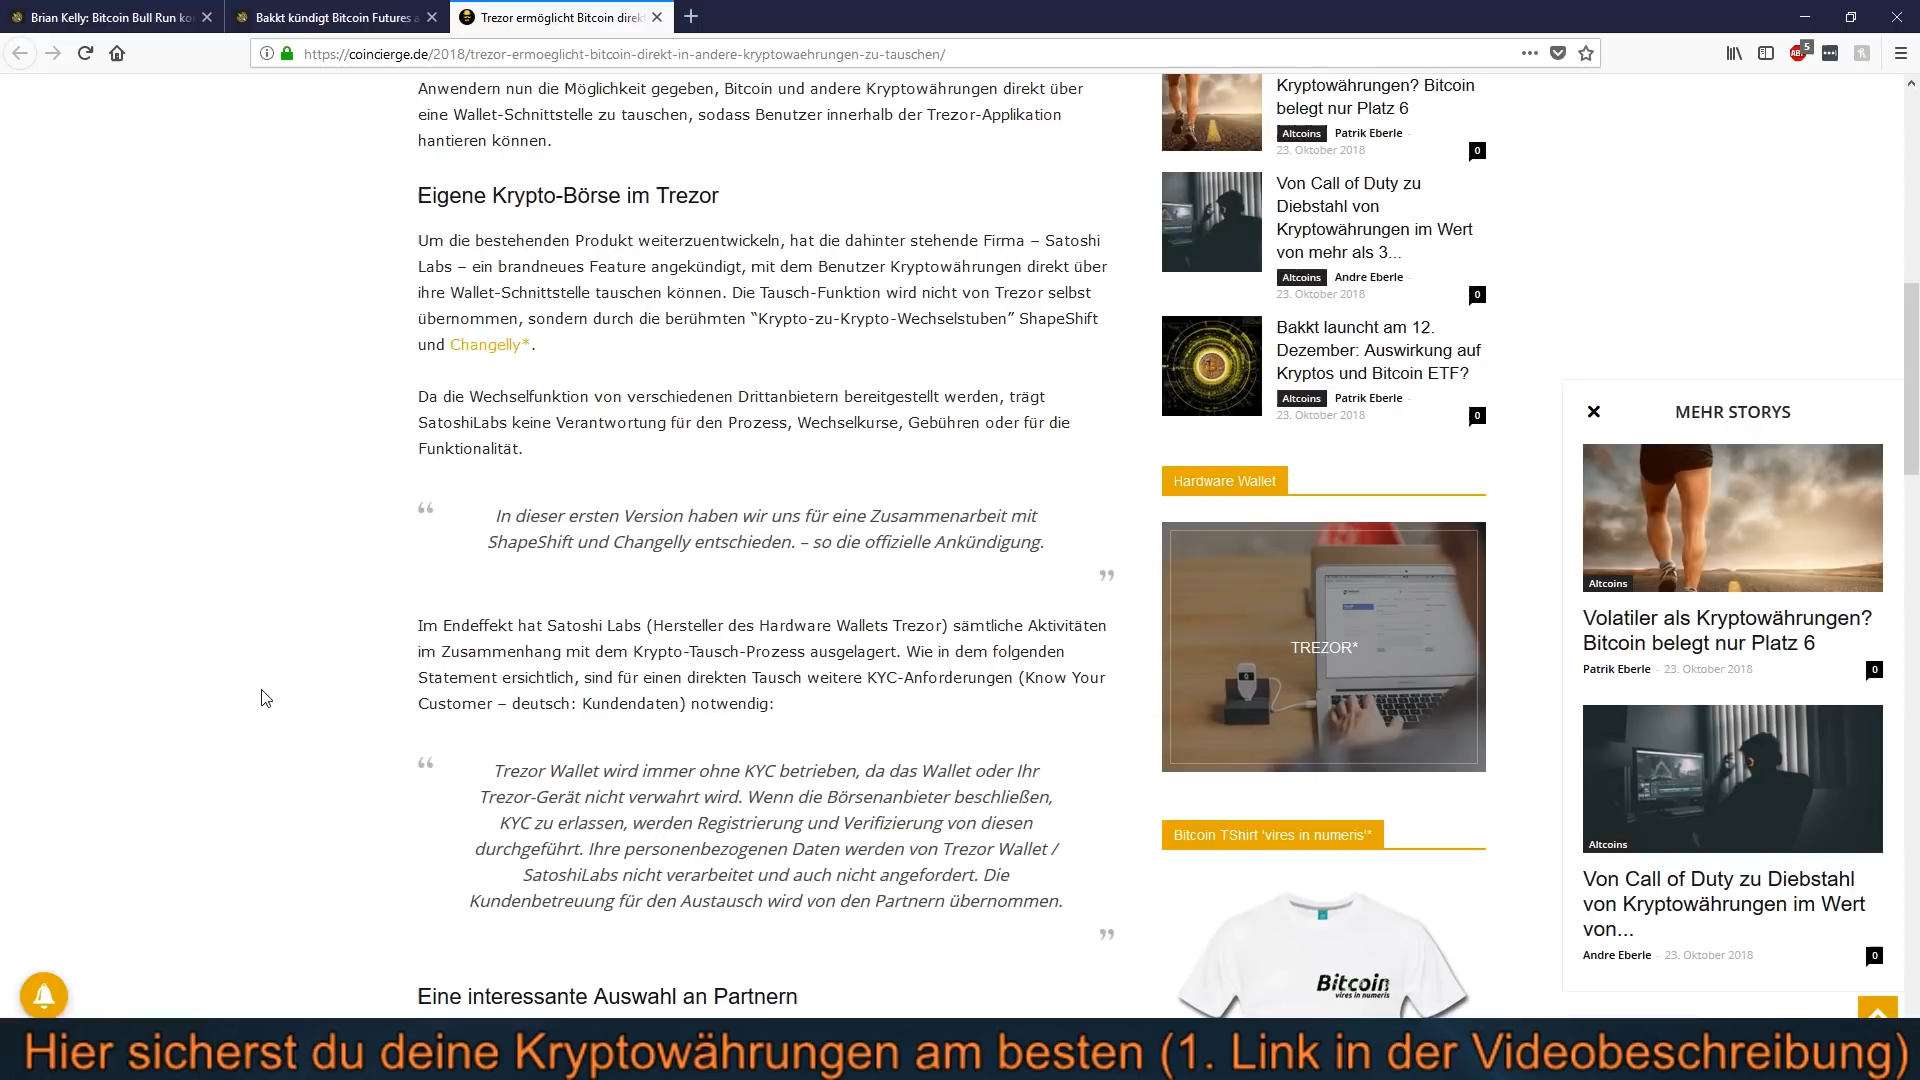 Brian Kelly: Bitcoin Bull Run ko
Bakkt kündigt Bitcoin Futures a
Trezor ermöglicht Bitcoin direk
https://coincierge.de/2018/trezor-ermoeglicht-bitcoin-direkt-in-andere-kryptowaehrungen-zu-tauschen/
5
Anwendern nun die Möglichkeit gegeben, Bitcoin und andere Kryptowährungen direkt über
eine Wallet-Schnittstelle zu tauschen, sodass Benutzer innerhalb der Trezor-Applikation
hantieren können.
Eigene Krypto-Börse im Trezor
Um die bestehenden Produkt weiterzuentwickeln, hat die dahinter stehende Firma – Satoshi
Labs – ein brandneues Feature angekündigt, mit dem Benutzer Kryptowährungen direkt über
ihre Wallet-Schnittstelle tauschen können. Die Tausch-Funktion wird nicht von Trezor selbst
übernommen, sondern durch die berühmten “Krypto-zu-Krypto-Wechselstuben” ShapeShift
und Changelly*.
Da die Wechselfunktion von verschiedenen Drittanbietern bereitgestellt werden, trägt
SatoshiLabs keine Verantwortung für den Prozess, Wechselkurse, Gebühren oder für die
Funktionalität.
“
In dieser ersten Version haben wir uns für eine Zusammenarbeit mit
ShapeShift und Changelly entschieden. – so die offizielle Ankündigung.
”
Im Endeffekt hat Satoshi Labs (Hersteller des Hardware Wallets Trezor) sämtliche Aktivitäten
im Zusammenhang mit dem Krypto-Tausch-Prozess ausgelagert. Wie in dem folgenden
Statement ersichtlich, sind für einen direkten Tausch weitere KYC-Anforderungen (Know Your
Customer – deutsch: Kundendaten) notwendig:
“
Trezor Wallet wird immer ohne KYC betrieben, da das Wallet oder Ihr
Trezor-Gerät nicht verwahrt wird. Wenn die Börsenanbieter beschließen,
KYC zu erlassen, werden Registrierung und Verifizierung von diesen
durchgeführt. Ihre personenbezogenen Daten werden von Trezor Wallet /
SatoshiLabs nicht verarbeitet und auch nicht angefordert. Die
Kundenbetreuung für den Austausch wird von den Partnern übernommen.
”
Eine interessante Auswahl an Partnern
Kryptowährungen? Bitcoin
belegt nur Platz 6
Altcoins Patrik Eberle -
23. Oktober 2018 0
Von Call of Duty zu
Diebstahl von
Kryptowährungen im Wert
von mehr als 3...
Altcoins Andre Eberle -
23. Oktober 2018 0
Bakkt launcht am 12.
Dezember: Auswirkung auf
Kryptos und Bitcoin ETF?
Altcoins Patrik Eberle -
23. Oktober 2018 0
Hardware Wallet
TREZOR*
Bitcoin TShirt 'vires in numeris'*
Bitcoin
vires in numeris
MEHR STORYS
Altcoins
Volatiler als Kryptowährungen?
Bitcoin belegt nur Platz 6
Patrik Eberle - 23. Oktober 2018 0
Altcoins
Von Call of Duty zu Diebstahl
von Kryptowährungen im Wert
von...
Andre Eberle - 23. Oktober 2018 0
Hier sicherst du deine Kryptowährungen am besten (1. Link in der Videobeschreibung)